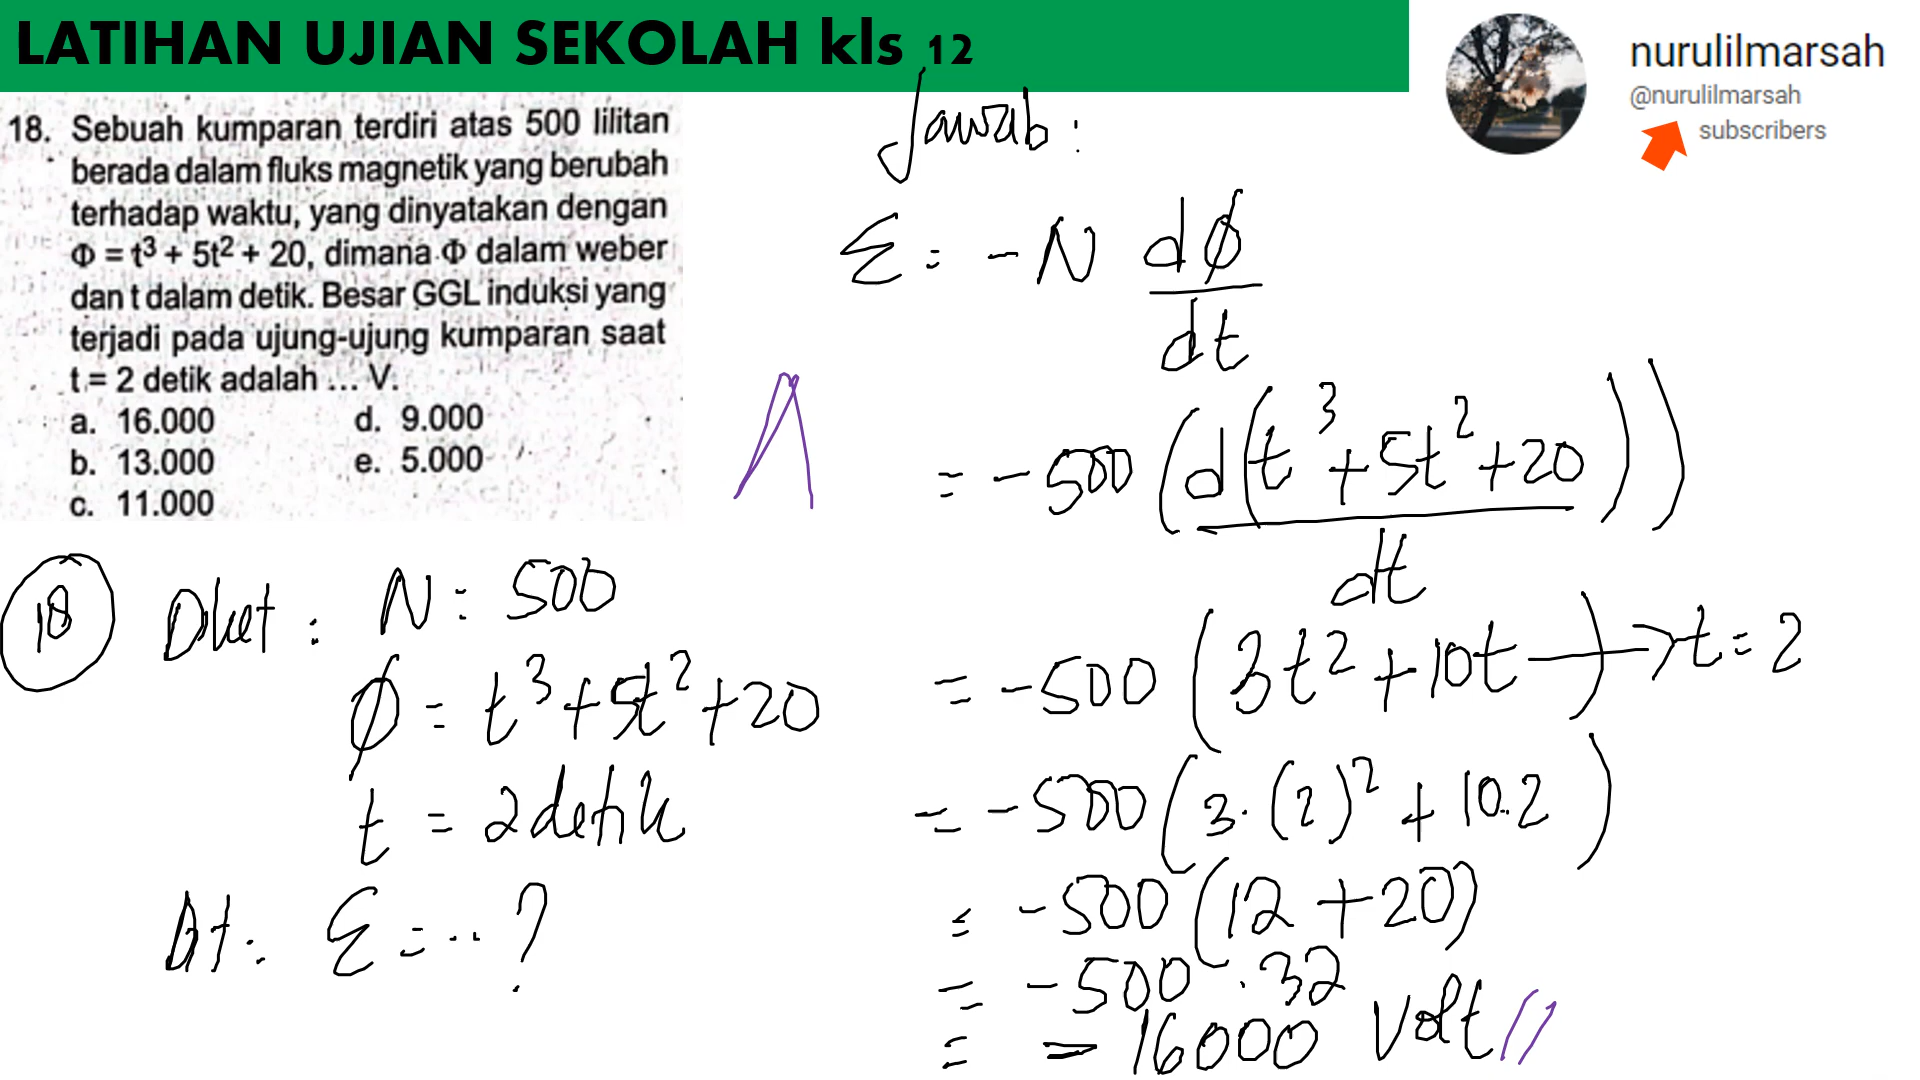 LATIHAN UJIAN SEKOLAH kls 12
nurulilmarsah
@nurulilmarsah
subscribers
18. Sebuah kumparan terdiri atas 500 lilitan
berada dalam fluks magnetik yang berubah
terhadap waktu, yang dinyatakan dengan
Φ = t³ + 5t² + 20, dimana Φ dalam weber
dan t dalam detik. Besar GGL induksi yang
terjadi pada ujung-ujung kumparan saat
t = 2 detik adalah ... V.
a. 16.000 d. 9.000
b. 13.000 e. 5.000
c. 11.000
A
18 Dket : N : 500
ø = t³ + 5t² + 20
t = 2 detik
Dt : Ɛ = ... ?
Jawab :
Ɛ = - N dø/dt
= - 500 (d(t³ + 5t² + 20)/dt)
= - 500 (3t² + 10t) → t = 2
= - 500 (3. (2)² + 10.2)
= - 500 (12 + 20)
= - 500 . 32
= - 16000 Volt //